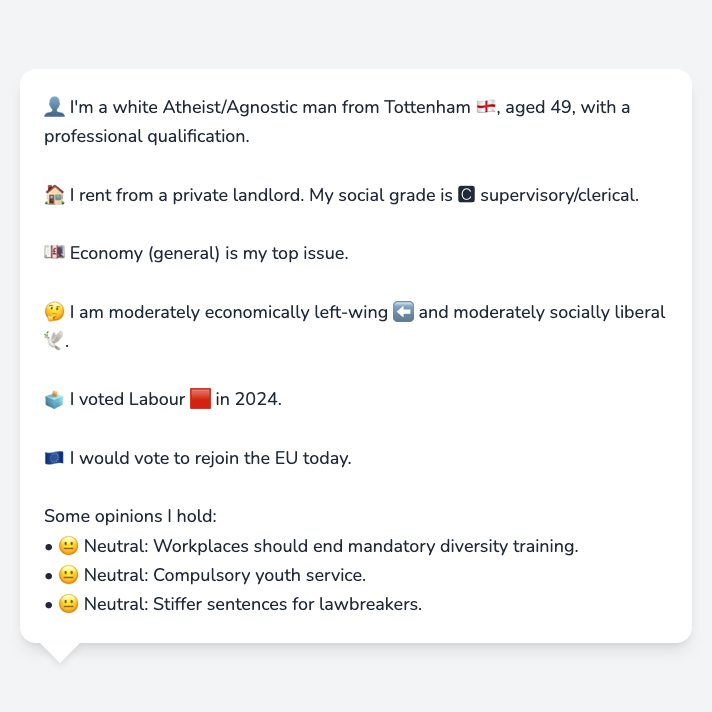 👤 I'm a white Atheist/Agnostic man from Tottenham 🏴󠁧󠁢󠁥󠁮󠁧󠁿, aged 49, with a
professional qualification.
🏠 I rent from a private landlord. My social grade is 🅲 supervisory/clerical.
💷 Economy (general) is my top issue.
🤔 I am moderately economically left-wing ⬅️ and moderately socially liberal
🕊️.
🗳️ I voted Labour 🟥 in 2024.
🇪🇺 I would vote to rejoin the EU today.
Some opinions I hold:
• 😐 Neutral: Workplaces should end mandatory diversity training.
• 😐 Neutral: Compulsory youth service.
• 😐 Neutral: Stiffer sentences for lawbreakers.